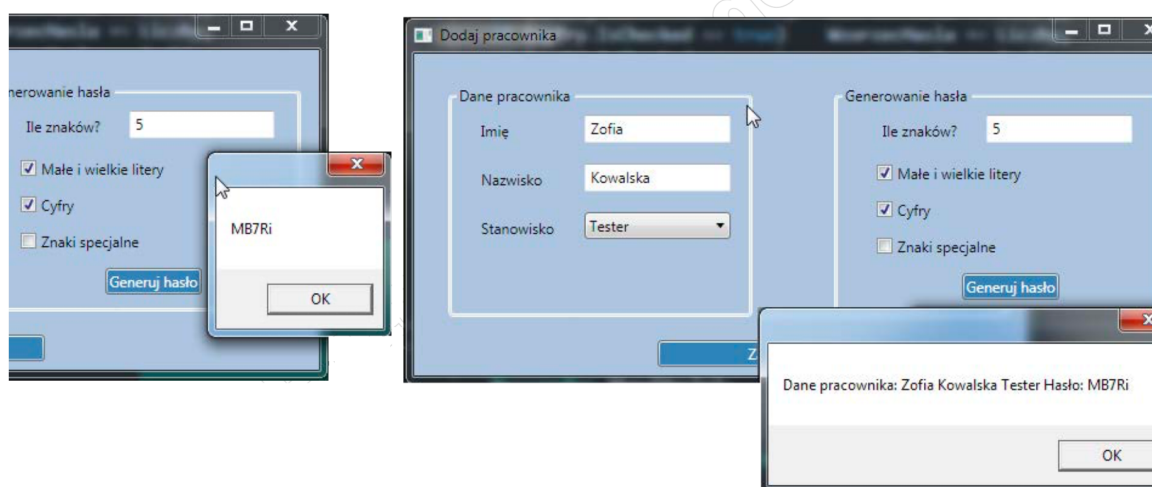 nerowanie hasła
Ile znaków? 5
Małe i wielkie litery
Cyfry
Znaki specjalne
Generuj hasło
MB7Ri
OK
Dodaj pracownika
Dane pracownika
Imię Zofia
Nazwisko Kowalska
Stanowisko Tester
Generowanie hasła
Ile znaków? 5
Małe i wielkie litery
Cyfry
Znaki specjalne
Generuj hasło
Z
Dane pracownika: Zofia Kowalska Tester Hasło: MB7Ri
OK